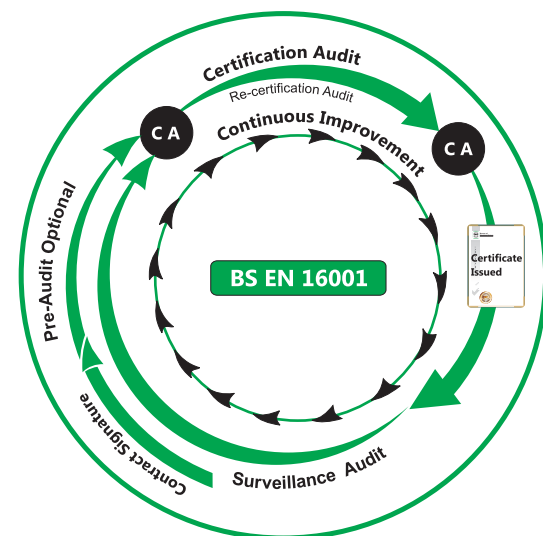 Certification Audit
Re-certification Audit
Continuous Improvement
C A
C A
Pre-Audit Optional
BS EN 16001
Certificate
Issued
Contract Signature
Surveillance Audit